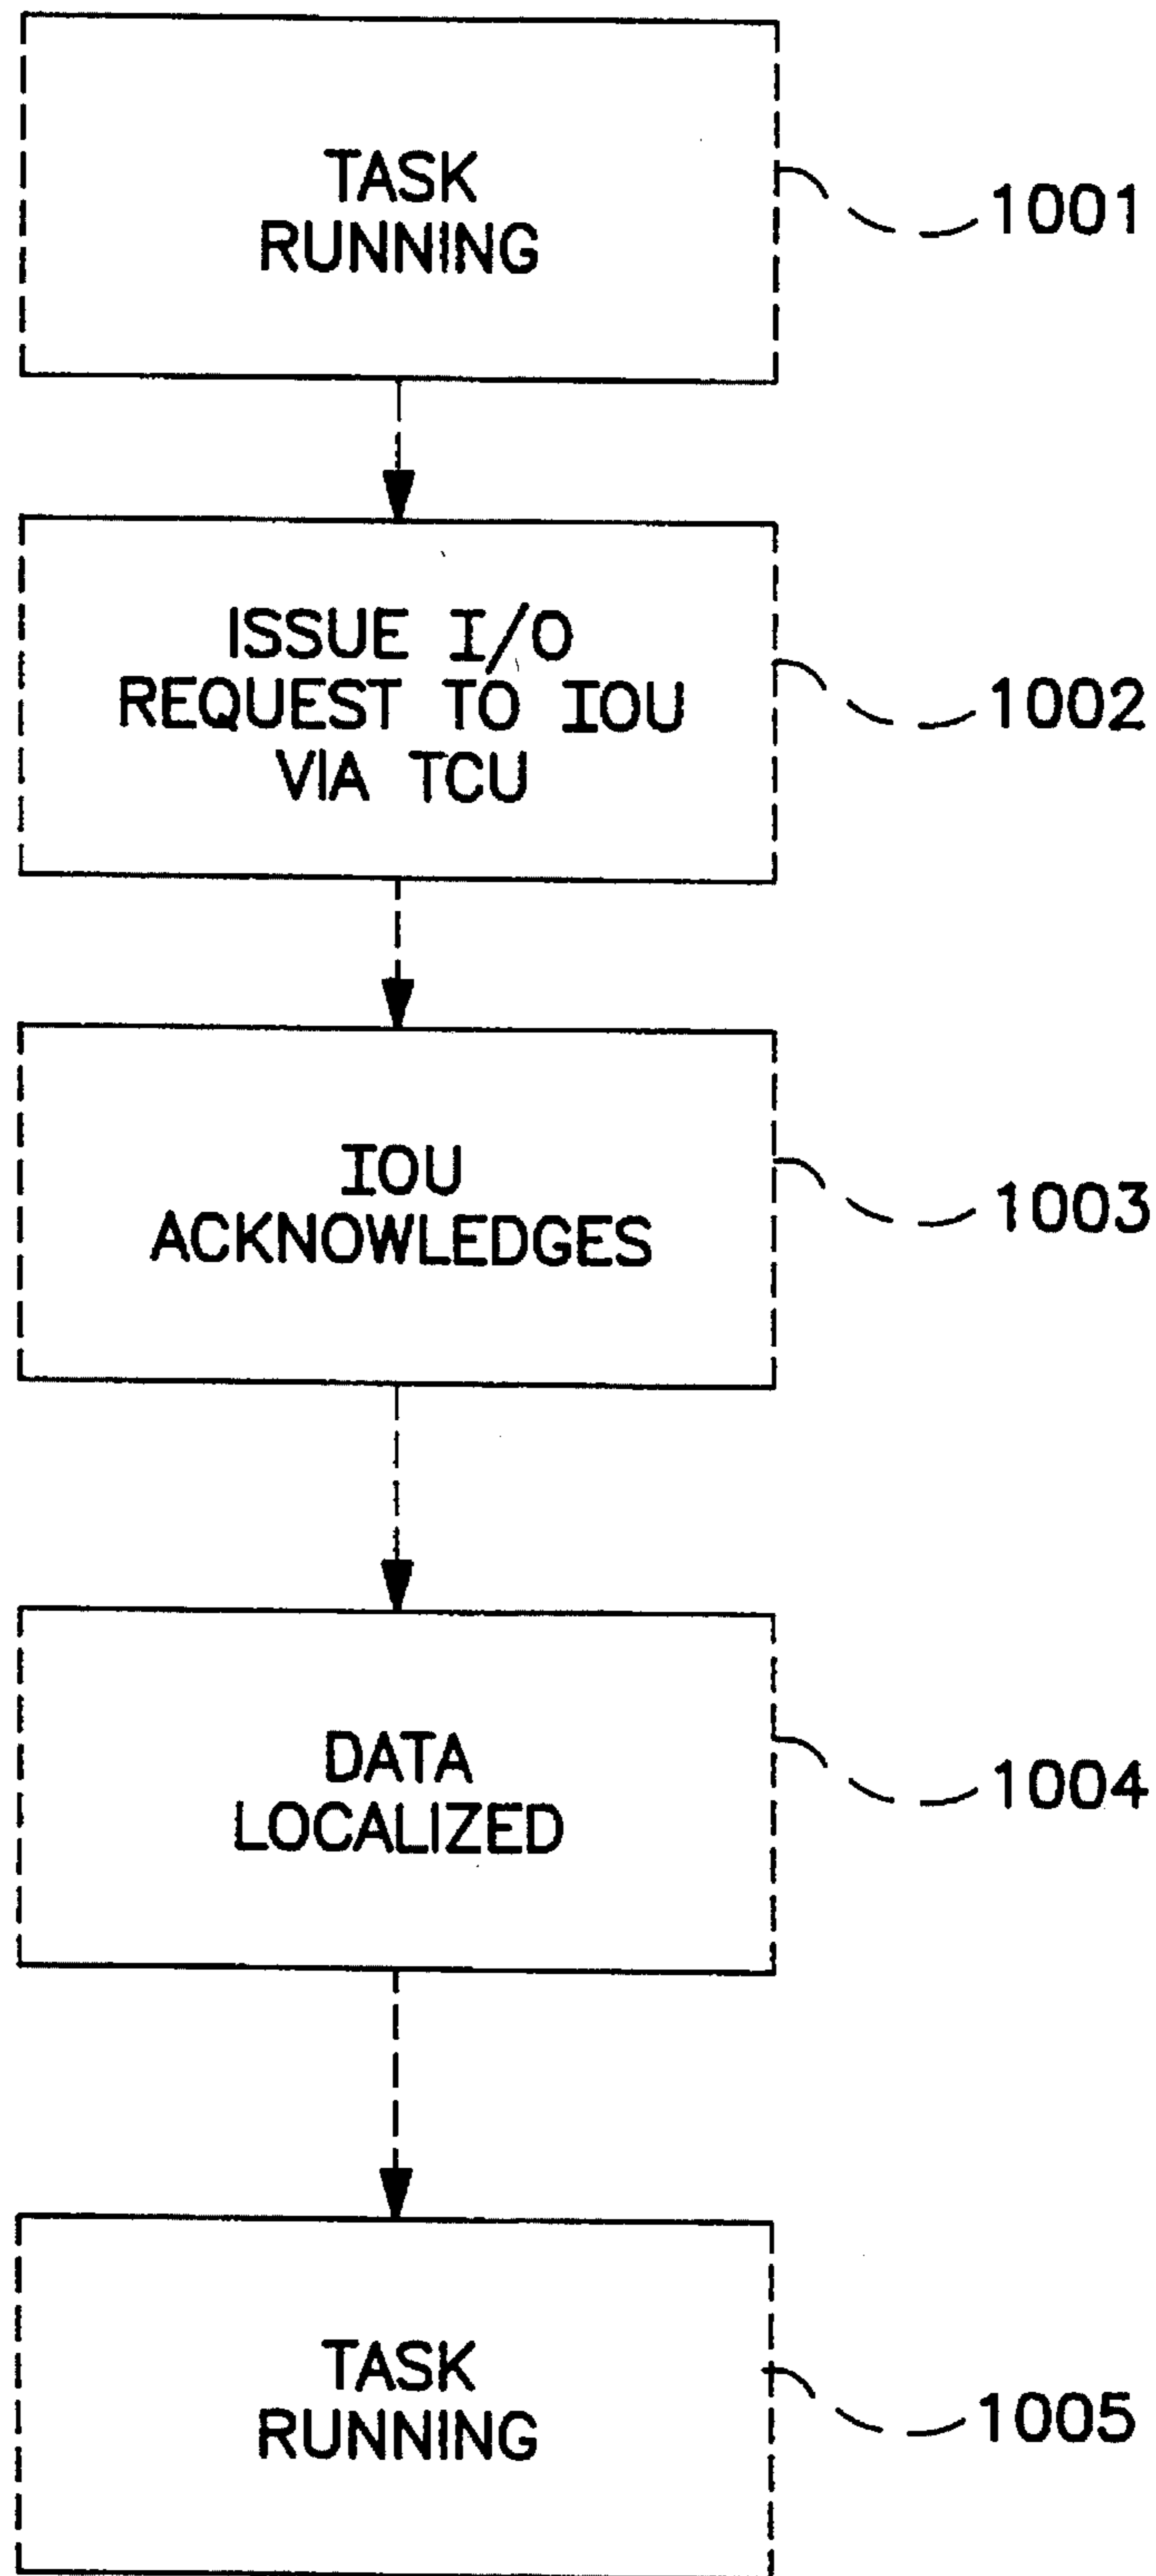 TASK
RUNNING
1001
ISSUE I/O
REQUEST TO IOU
VIA TCU
1002
IOU
ACKNOWLEDGES
1003
DATA
LOCALIZED
1004
TASK
RUNNING
1005